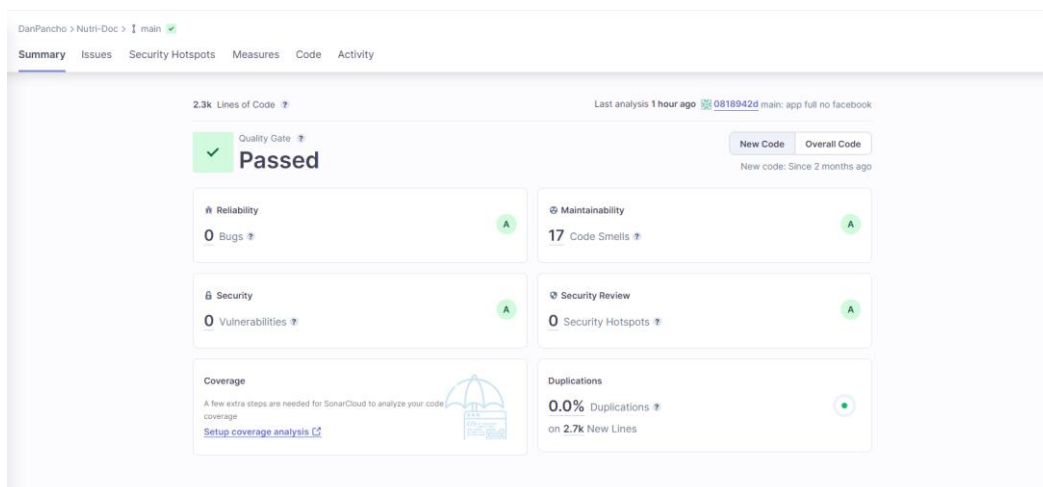 DanPancho > Nutri-Doc > main
Summary Issues Security Hotspots Measures Code Activity
2.3k Lines of Code ?
Last analysis 1 hour ago 0818942d main: app full no facebook
Quality Gate ?
Passed
New Code Overall Code
New code: Since 2 months ago
Reliability
0 Bugs ?
A
Maintainability
17 Code Smells ?
A
Security
0 Vulnerabilities ?
A
Security Review
0 Security Hotspots ?
A
Coverage
A few extra steps are needed for SonarCloud to analyze your code
coverage
Setup coverage analysis
Duplications
0.0% Duplications ?
on 2.7k New Lines